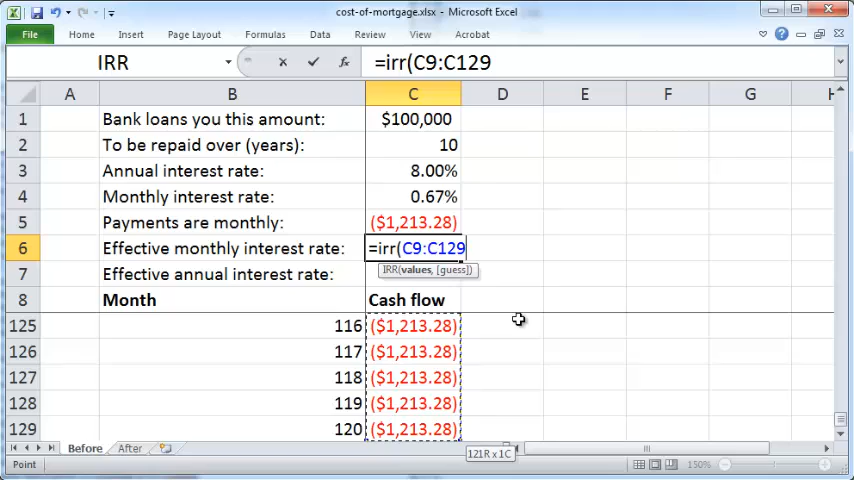 cost-of-mortgage.xlsx - Microsoft Excel
File Home Insert Page Layout Formulas Data Review View Acrobat
IRR =irr(C9:C129
A B C D E F G H
1 Bank loans you this amount: $100,000
2 To be repaid over (years): 10
3 Annual interest rate: 8.00%
4 Monthly interest rate: 0.67%
5 Payments are monthly: ($1,213.28)
6 Effective monthly interest rate: =irr(C9:C129
7 Effective annual interest rate:
IRR(values, [guess])
8 Month Cash flow
125 116 ($1,213.28)
126 117 ($1,213.28)
127 118 ($1,213.28)
128 119 ($1,213.28)
129 120 ($1,213.28)
Before After
121R x 1C
Point 150%